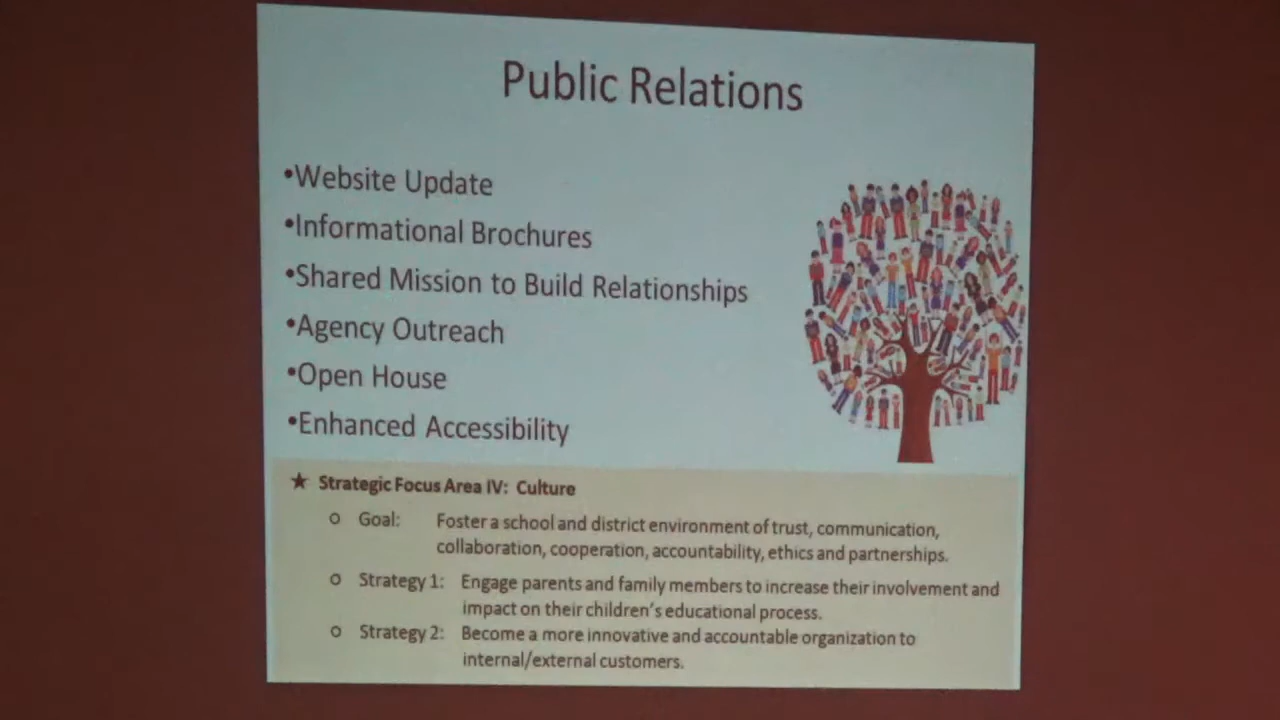 Public Relations
•Website Update
•Informational Brochures
•Shared Mission to Build Relationships
•Agency Outreach
•Open House
•Enhanced Accessibility
★ Strategic Focus Area IV: Culture
o Goal: Foster a school and district environment of trust, communication,
collaboration, cooperation, accountability, ethics and partnerships.
o Strategy 1: Engage parents and family members to increase their involvement and
impact on their children's educational process.
o Strategy 2: Become a more innovative and accountable organization to
internal/external customers.